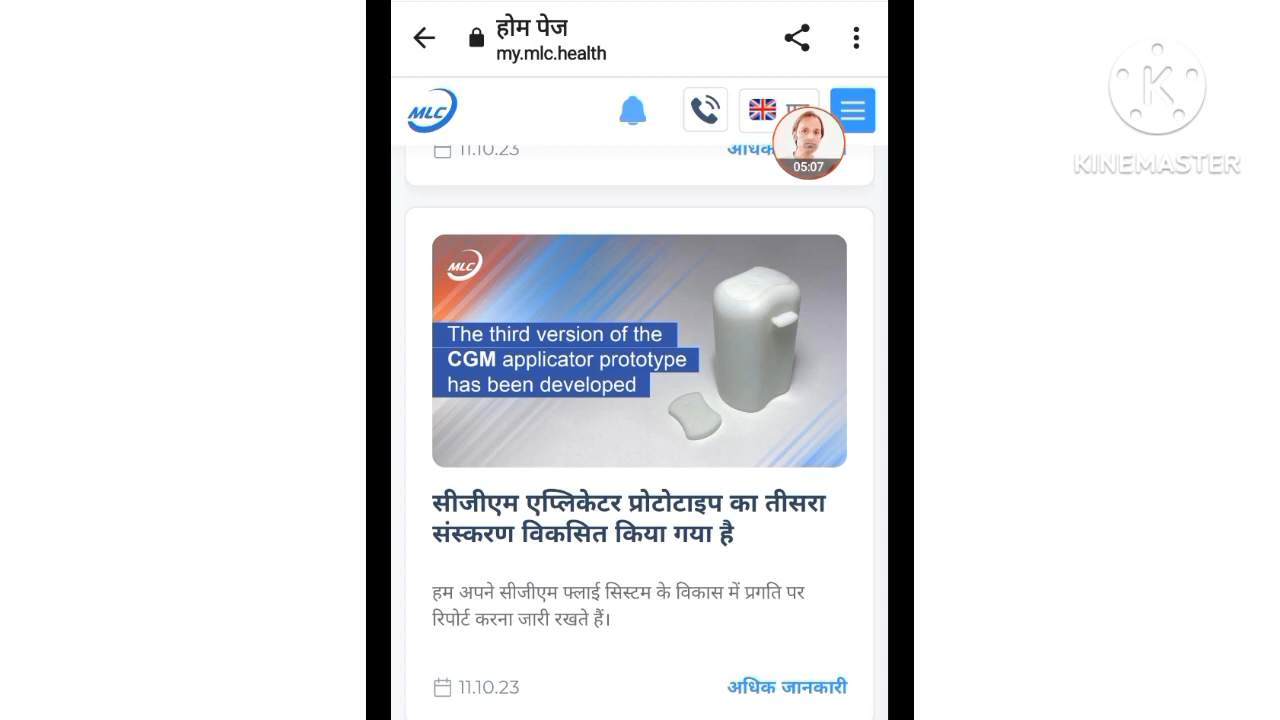 होम पेज
my.mlc.health
MLC
05:07
11.10.23
K
KINEMASTER
MLC
The third version of the
CGM applicator prototype
has been developed
सीजीएम एप्लिकेटर प्रोटोटाइप का तीसरा
संस्करण विकसित किया गया है
हम अपने सीजीएम फ्लाई सिस्टम के विकास में प्रगति पर
रिपोर्ट करना जारी रखते हैं।
11.10.23 अधिक जानकारी